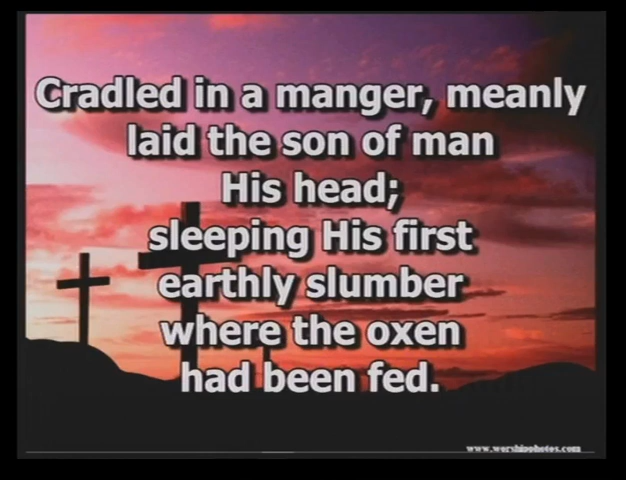 Cradled in a manger, meanly
laid the son of man
His head;
sleeping His first
earthly slumber
where the oxen
had been fed.
www.worshipphotos.com